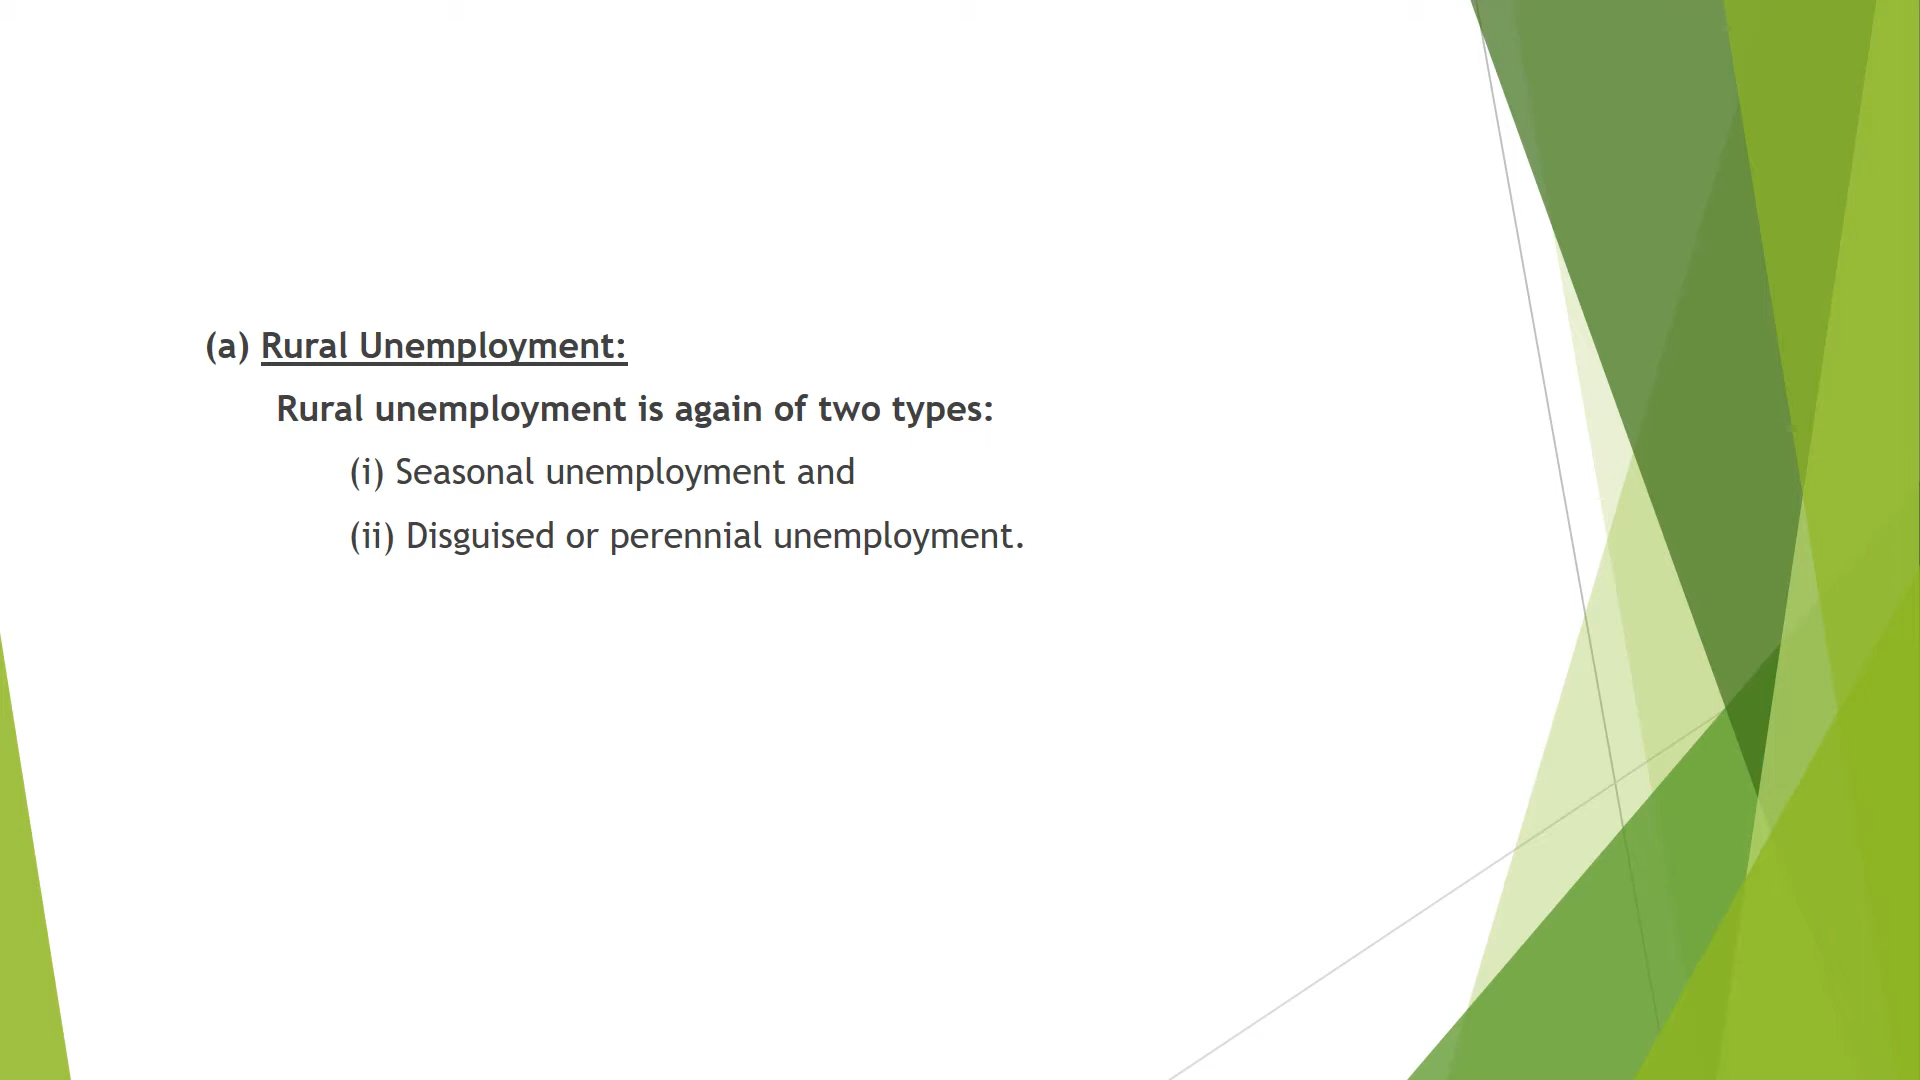 (a) Rural Unemployment:
Rural unemployment is again of two types:
(i) Seasonal unemployment and
(ii) Disguised or perennial unemployment.